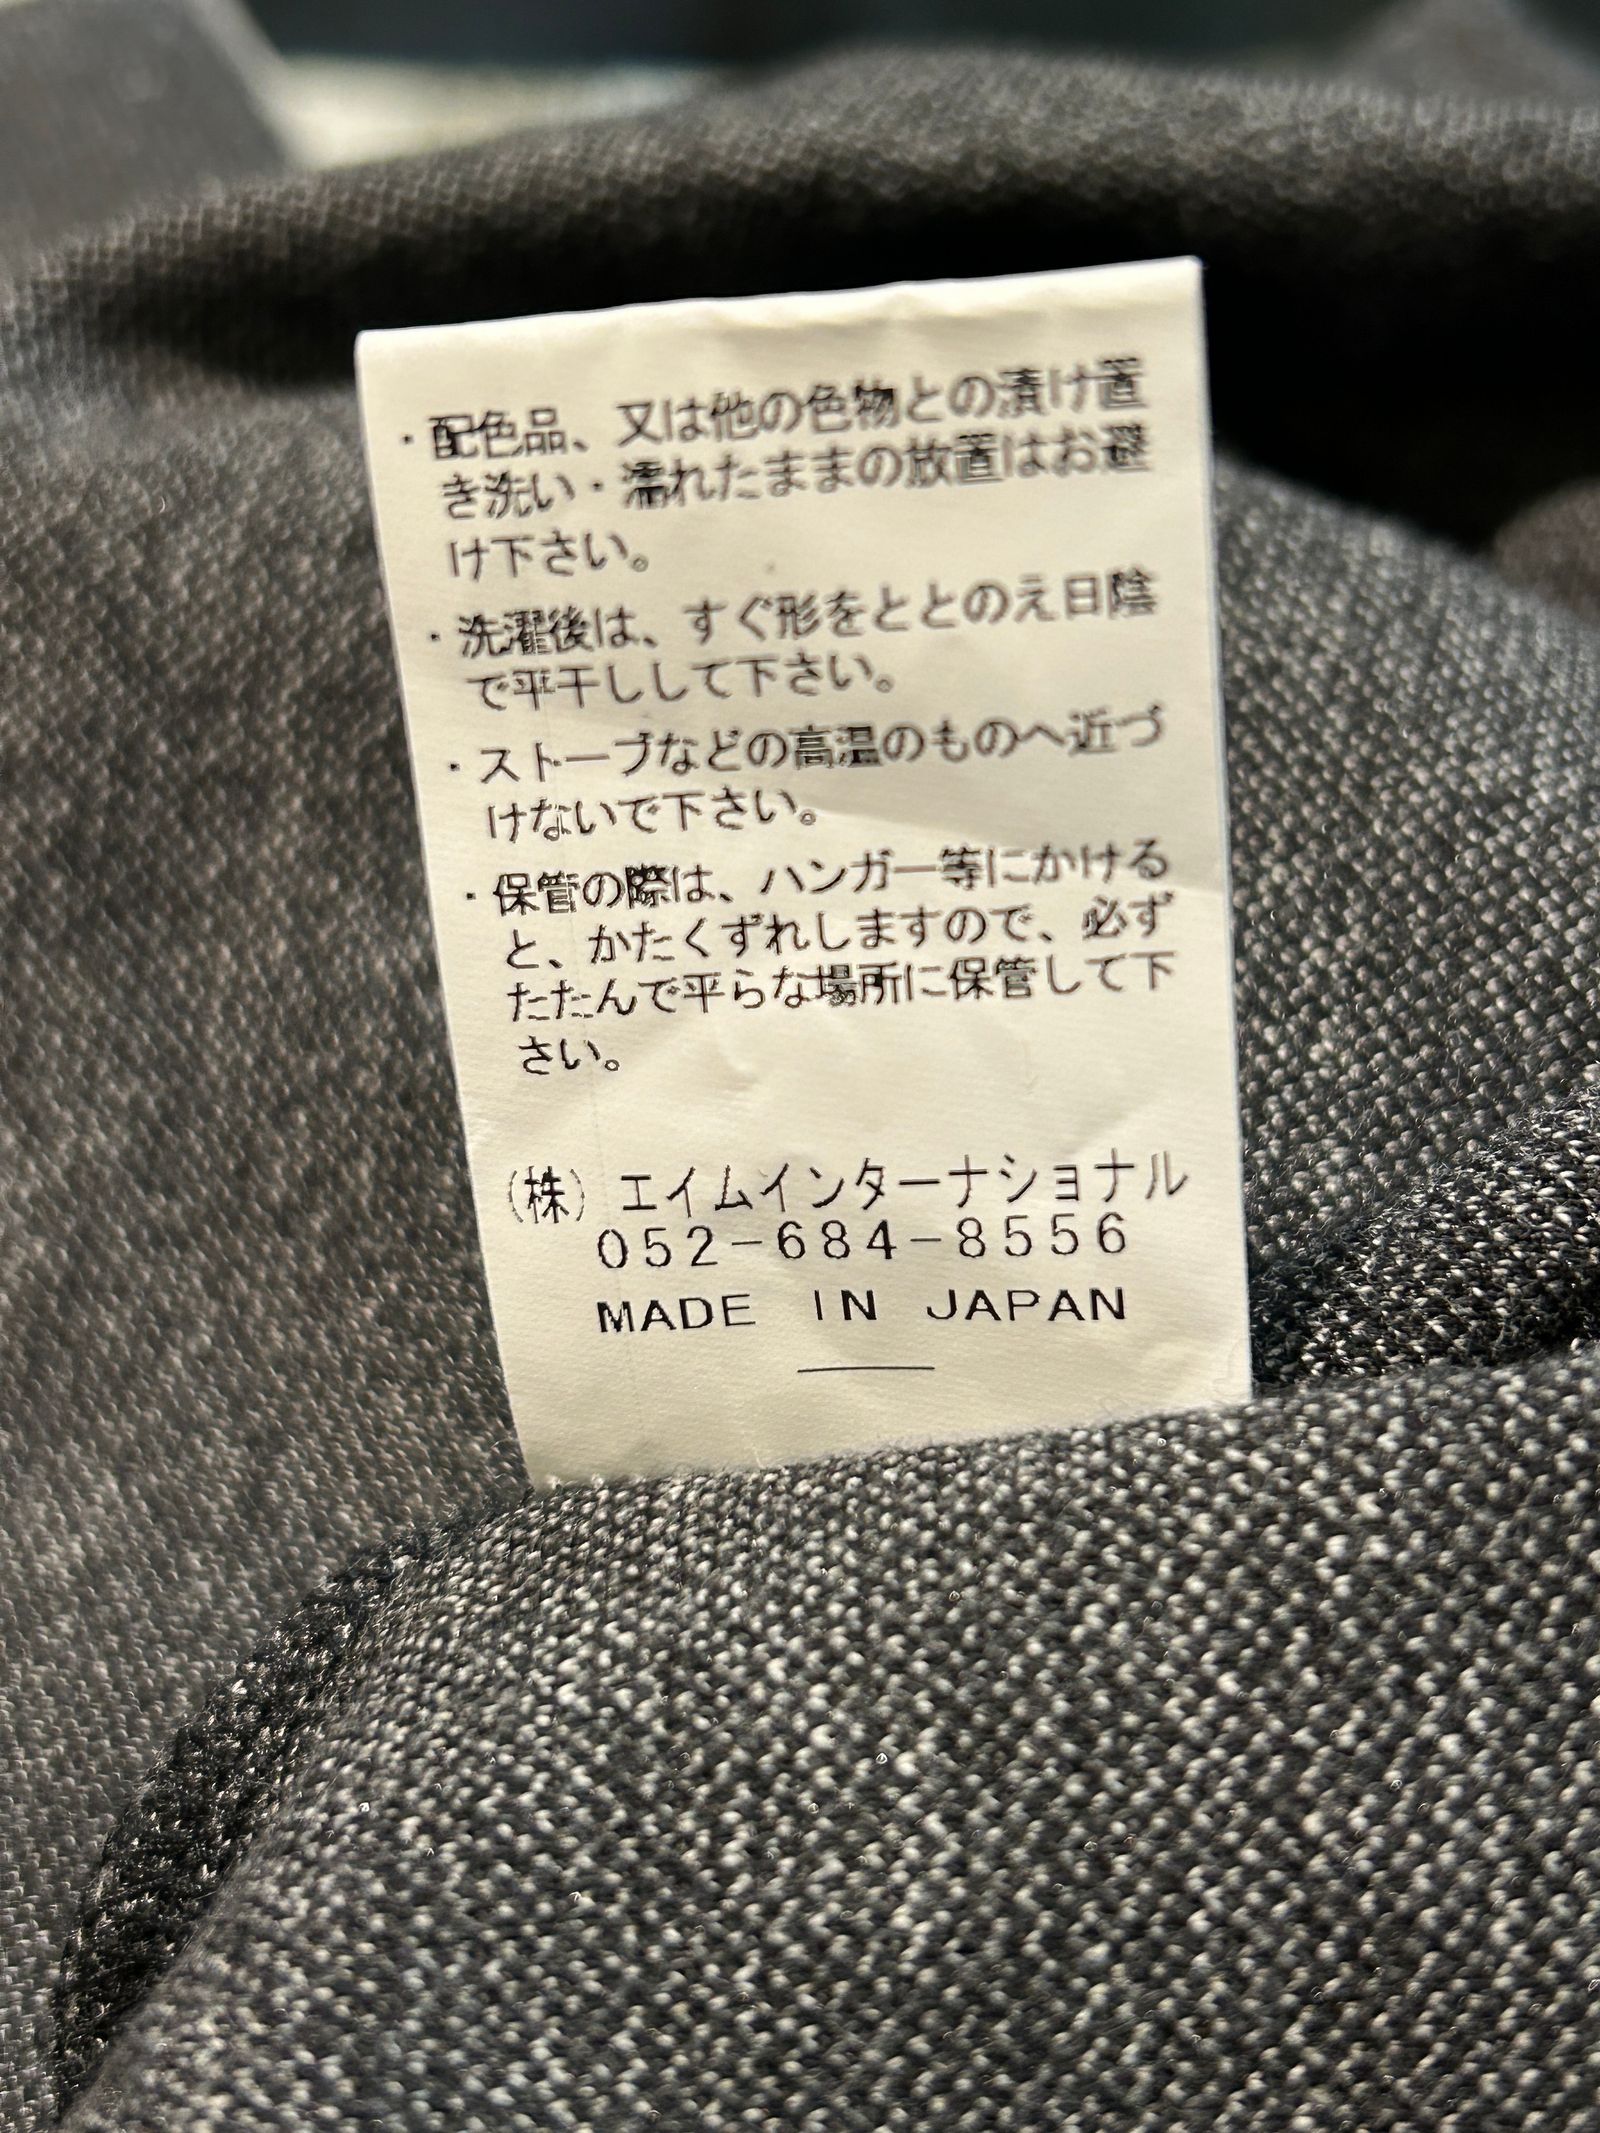 ・配色品、又は他の色物との漬け置
き洗い・濡れたままの放置はお避
け下さい。
・洗濯後は、すぐ形をととのえ日陰
で平干しして下さい。
・ストーブなどの高温のものへ近づ
けないで下さい。
・保管の際は、ハンガー等にかける
と、かたくずれしますので、必ず
たたんで平らな場所に保管して下
さい。
(株) エイムインターナショナル
052-684-8556
MADE IN JAPAN